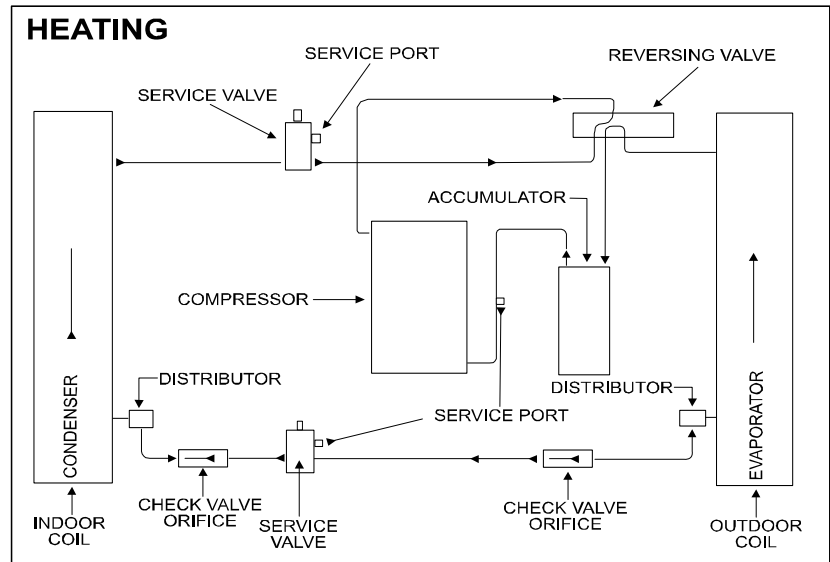 HEATING
SERVICE PORT
REVERSING VALVE
SERVICE VALVE
ACCUMULATOR
COMPRESSOR
DISTRIBUTOR
DISTRIBUTOR
CONDENSER
EVAPORATOR
SERVICE PORT
INDOOR
COIL
CHECK VALVE
ORIFICE
SERVICE
VALVE
CHECK VALVE
ORIFICE
OUTDOOR
COIL